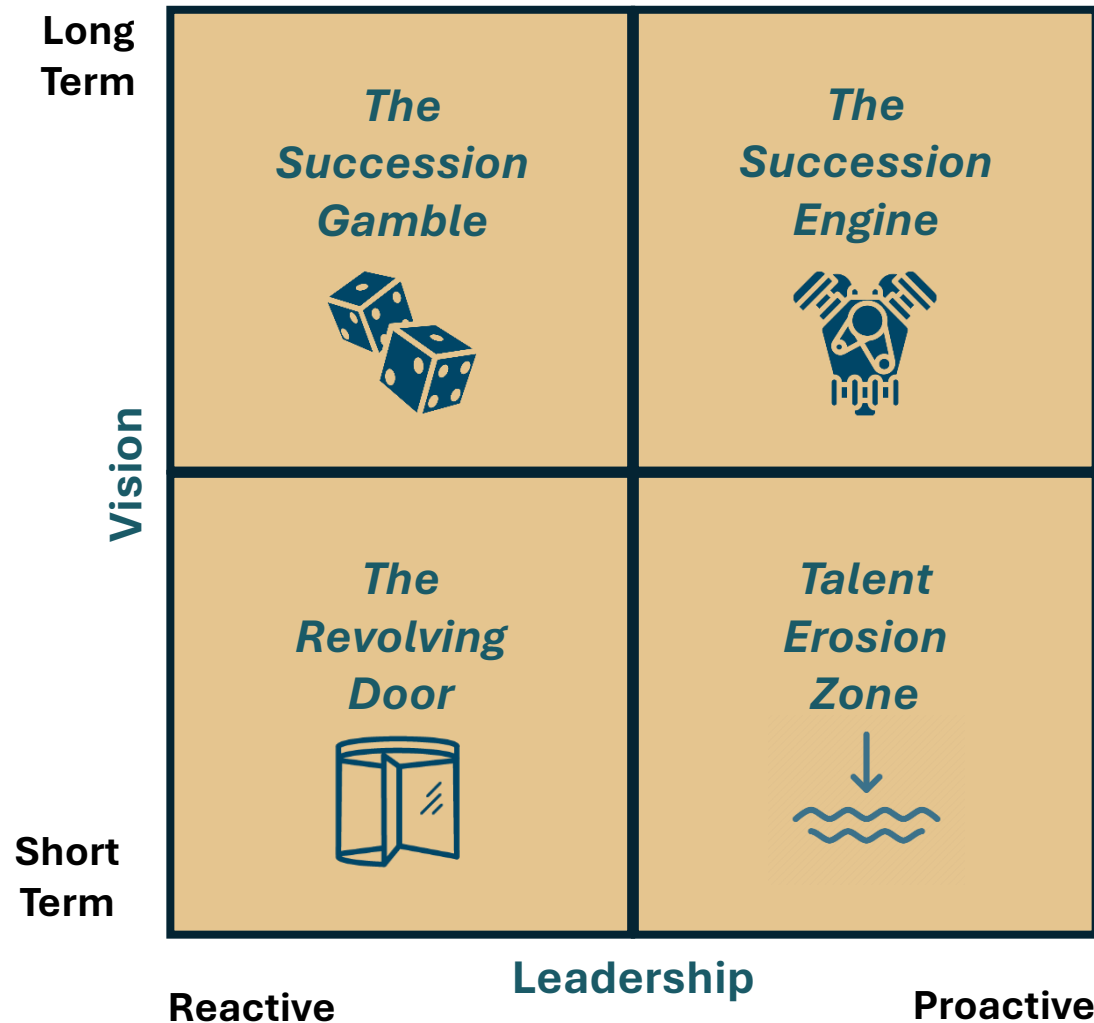 Long
Term
The
Succession
Gamble
The
Succession
Engine
Vision
The
Revolving
Door
Talent
Erosion
Zone
Short
Term
Leadership
Reactive
Proactive